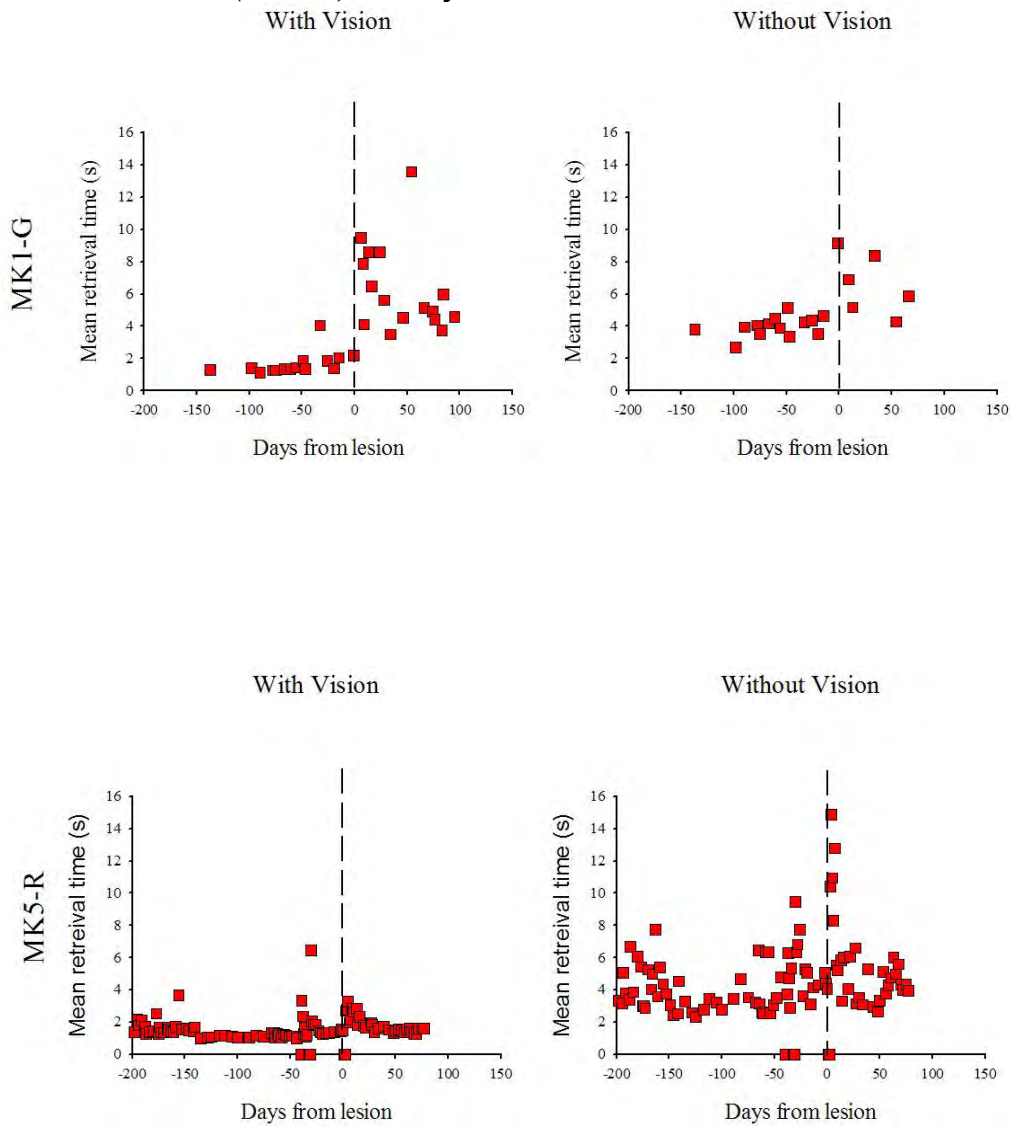 With Vision
Without Vision
MK1-G
Mean retrieval time (s)
16
14
12
10
8
6
4
2
0
-200 -150 -100 -50 0 50 100 150
Days from lesion
Mean retrieval time (s)
16
14
12
10
8
6
4
2
0
-200 -150 -100 -50 0 50 100 150
Days from lesion
With Vision
Without Vision
MK5-R
Mean retreival time (s)
16
14
12
10
8
6
4
2
0
-200 -150 -100 -50 0 50 100 150
Days from lesion
Mean retreival time (s)
16
14
12
10
8
6
4
2
0
-200 -150 -100 -50 0 50 100 150
Days from lesion